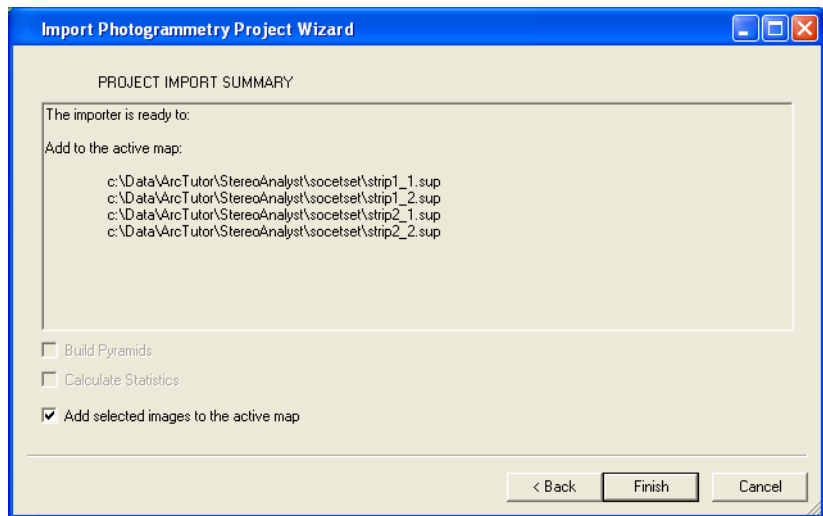 Import Photogrammetry Project Wizard
PROJECT IMPORT SUMMARY
The importer is ready to:
Add to the active map:
c:\Data\ArcTutor\StereoAnalyst\socetset\strip1_1.sup
c:\Data\ArcTutor\StereoAnalyst\socetset\strip1_2.sup
c:\Data\ArcTutor\StereoAnalyst\socetset\strip2_1.sup
c:\Data\ArcTutor\StereoAnalyst\socetset\strip2_2.sup
Build Pyramids
Calculate Statistics
Add selected images to the active map
< Back Finish Cancel